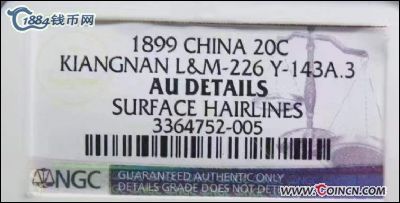 1884钱币网
1899 CHINA 20C
KIANGNAN L&M-226 Y-143A.3
AU DETAILS
SURFACE HAIRLINES
3364752-005
NGC
GUARANTEED AUTHENTIC ONLY
DETAILS GRADE DOES NOT DETE
www.COINCN.com